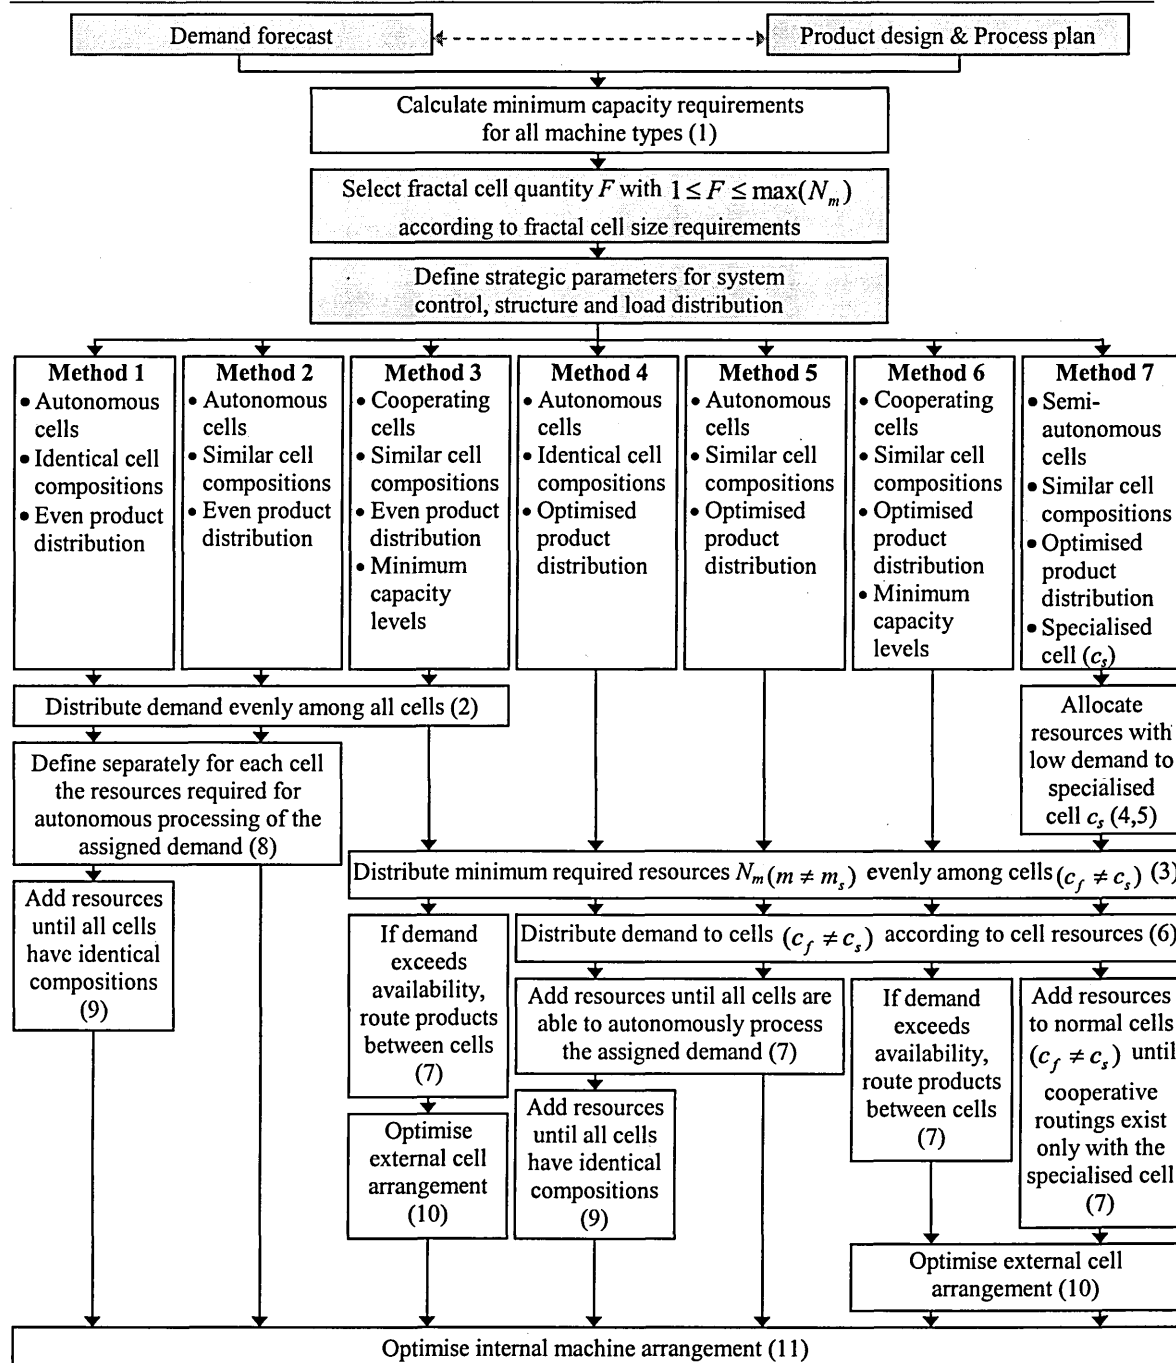 Demand forecast
Product design & Process plan
Calculate minimum capacity requirements
for all machine types (1)
Select fractal cell quantity F with 1 ≤ F ≤ max(Nₘ)
according to fractal cell size requirements
Define strategic parameters for system
control, structure and load distribution
Method 1
• Autonomous
cells
• Identical cell
compositions
• Even product
distribution
Method 2
• Autonomous
cells
• Similar cell
compositions
• Even product
distribution
Method 3
• Cooperating
cells
• Similar cell
compositions
• Even product
distribution
• Minimum
capacity
levels
Method 4
• Autonomous
cells
• Identical cell
compositions
• Optimised
product
distribution
Method 5
• Autonomous
cells
• Similar cell
compositions
• Optimised
product
distribution
Method 6
• Cooperating
cells
• Similar cell
compositions
• Optimised
product
distribution
• Minimum
capacity
levels
Method 7
• Semi-
autonomous
cells
• Similar cell
compositions
• Optimised
product
distribution
• Specialised
cell (cₛ)
Distribute demand evenly among all cells (2)
Allocate
resources with
low demand to
specialised
cell cₛ (4,5)
Define separately for each cell
the resources required for
autonomous processing of the
assigned demand (8)
Distribute minimum required resources Nₘ(m ≠ mₛ) evenly among cells (c_f ≠ cₛ) (3)
Add resources
until all cells
have identical
compositions
(9)
If demand
exceeds
availability,
route products
between cells
(7)
Distribute demand to cells (c_f ≠ cₛ) according to cell resources (6)
Add resources until all cells are
able to autonomously process
the assigned demand (7)
If demand
exceeds
availability,
route products
between cells
(7)
Add resources
to normal cells
(c_f ≠ cₛ) until
cooperative
routings exist
only with the
specialised cell
(7)
Optimise
external cell
arrangement
(10)
Add resources
until all cells
have identical
compositions
(9)
Optimise external cell
arrangement (10)
Optimise internal machine arrangement (11)